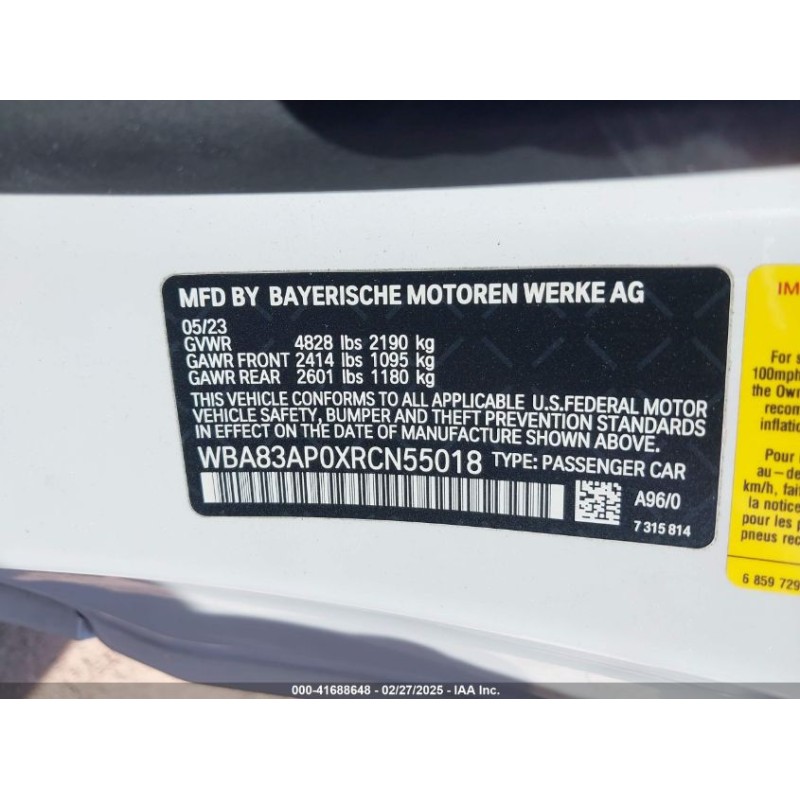 MFD BY BAYERISCHE MOTOREN WERKE AG
05/23
GVWR 4828 lbs 2190 kg
GAWR FRONT 2414 lbs 1095 kg
GAWR REAR 2601 lbs 1180 kg
THIS VEHICLE CONFORMS TO ALL APPLICABLE U.S.FEDERAL MOTOR
VEHICLE SAFETY, BUMPER AND THEFT PREVENTION STANDARDS
IN EFFECT ON THE DATE OF MANUFACTURE SHOWN ABOVE.
WBA83AP0XRCN55018 TYPE: PASSENGER CAR
A96/0
7 315 814
IM
For s
100mph
the Own
recom
inflati
Pour
au-de
km/h, fait
la notice
pour les p
pneus rec
6 859 729
000-41688648 - 02/27/2025 - IAA Inc.